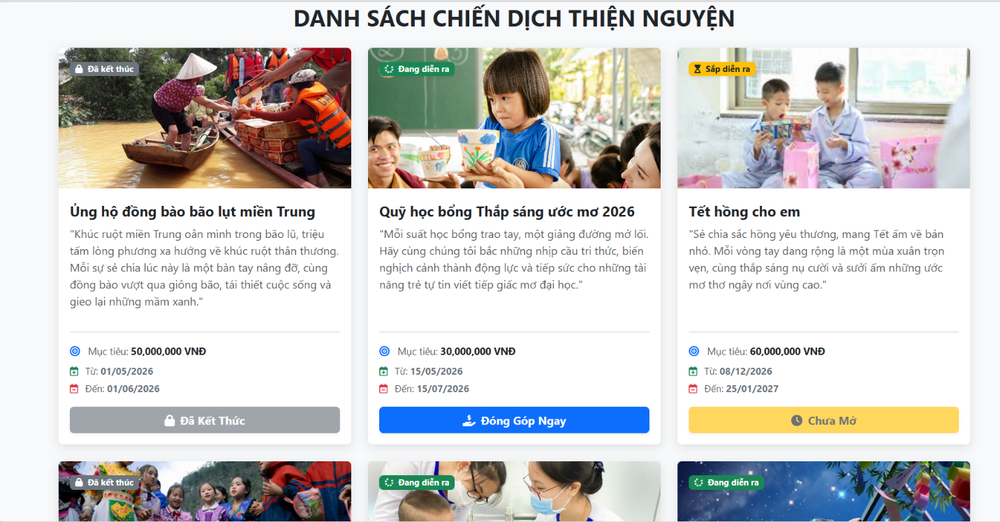 DANH SÁCH CHIẾN DỊCH THIỆN NGUYỆN
Đã kết thúc
Ủng hộ đồng bào bão lụt miền Trung
"Khúc ruột miền Trung oằn mình trong bão lũ, triệu
tấm lòng phương xa hướng về khúc ruột thân thương.
Mỗi sự sẻ chia lúc này là một bàn tay nâng đỡ, cùng
đồng bào vượt qua giông bão, tái thiết cuộc sống và
gieo lại những mầm xanh."
Mục tiêu: 50,000,000 VNĐ
Từ: 01/05/2026
Đến: 01/06/2026
Đã Kết Thúc
Đang diễn ra
Quỹ học bổng Thắp sáng ước mơ 2026
"Mỗi suất học bổng trao tay, một giảng đường mở lối.
Hãy cùng chúng tôi bắc những nhịp cầu tri thức, biến
nghịch cảnh thành động lực và tiếp sức cho những tài
năng trẻ tự tin viết tiếp giấc mơ đại học."
Mục tiêu: 30,000,000 VNĐ
Từ: 15/05/2026
Đến: 15/07/2026
Đóng Góp Ngay
Sắp diễn ra
Tết hồng cho em
"Sẻ chia sắc hồng yêu thương, mang Tết ấm về bản
nhỏ. Mỗi vòng tay dang rộng là một mùa xuân trọn
vẹn, cùng thắp sáng nụ cười và sưởi ấm những ước
mơ thơ ngây nơi vùng cao."
Mục tiêu: 60,000,000 VNĐ
Từ: 08/12/2026
Đến: 25/01/2027
Chưa Mở
Đã kết thúc
Đang diễn ra
Đang diễn ra